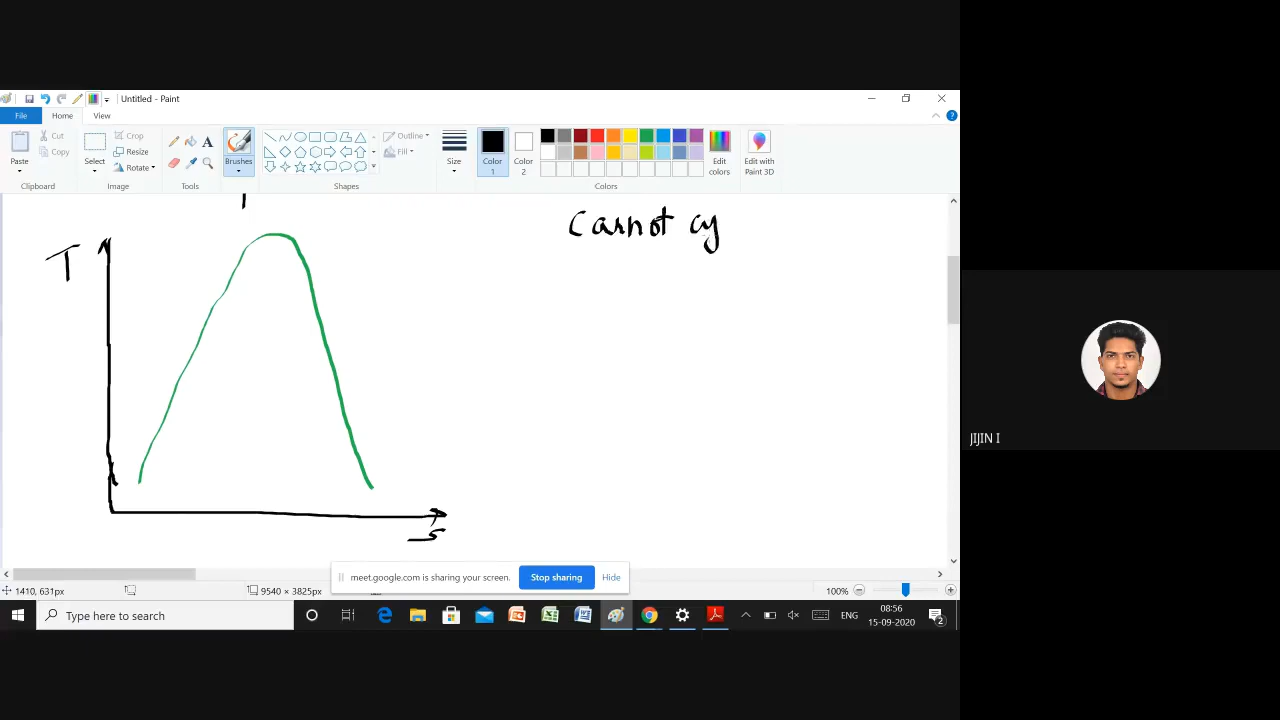 Untitled - Paint
File
Home
View
Paste
Cut
Copy
Clipboard
Select
Crop
Resize
Rotate
Image
Tools
Brushes
Outline
Fill
Shapes
Size
Color 1
Color 2
Edit colors
Colors
Edit with Paint 3D
Carnot cy
T
s
JIJIN I
meet.google.com is sharing your screen.
Stop sharing
Hide
1410, 631px
9540 × 3825px
100%
Type here to search
ENG
08:56
15-09-2020
2